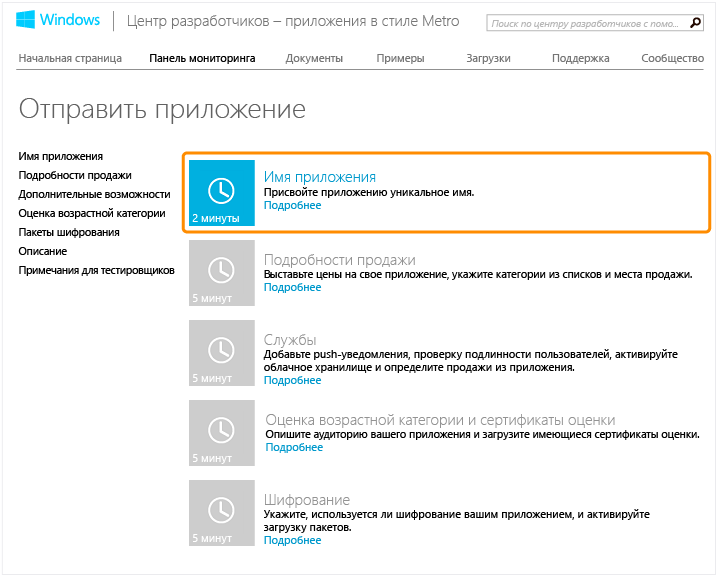 Windows
Центр разработчиков – приложения в стиле Metro
Поиск по центру разработчиков с помо...
Начальная страница
Панель мониторинга
Документы
Примеры
Загрузки
Поддержка
Сообщество
Отправить приложение
Имя приложения
Подробности продажи
Дополнительные возможности
Оценка возрастной категории
Пакеты шифрования
Описание
Примечания для тестировщиков
2 минуты
Имя приложения
Присвойте приложению уникальное имя.
Подробнее
5 минут
Подробности продажи
Выставьте цены на свое приложение, укажите категории из списков и места продажи.
Подробнее
5 минут
Службы
Добавьте push-уведомления, проверку подлинности пользователей, активируйте
облачное хранилище и определите продажи из приложения.
Подробнее
5 минут
Оценка возрастной категории и сертификаты оценки
Опишите аудиторию вашего приложения и загрузите имеющиеся сертификаты оценки.
Подробнее
5 минут
Шифрование
Укажите, используется ли шифрование вашим приложением, и активируйте
загрузку пакетов.
Подробнее